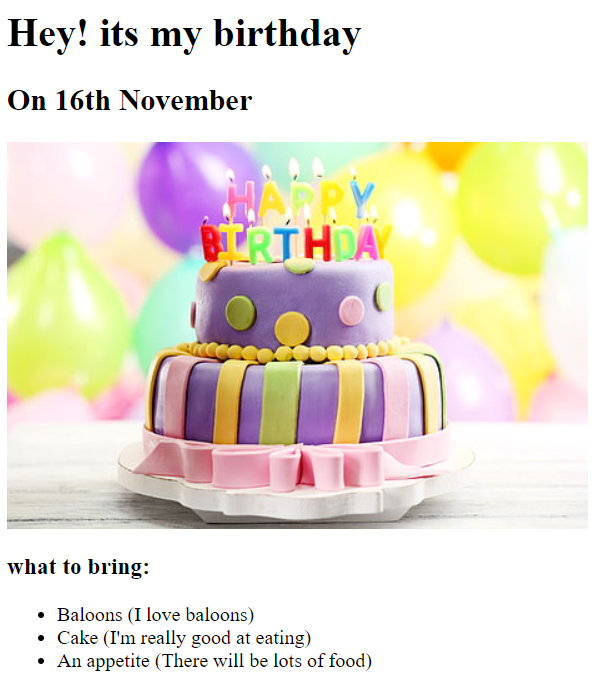 Hey! its my birthday
On 16th November
HAPPY
BIRTHDAY
what to bring:
Baloons (I love baloons)
Cake (I'm really good at eating)
An appetite (There will be lots of food)